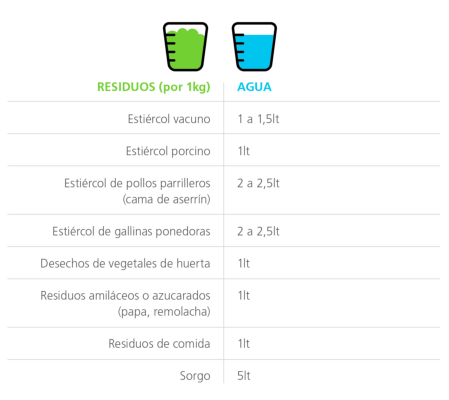 RESIDUOS (por 1kg) AGUA
Estiércol vacuno 1 a 1,5lt
Estiércol porcino 1lt
Estiércol de pollos parrilleros 2 a 2,5lt
(cama de aserrín)
Estiércol de gallinas ponedoras 2 a 2,5lt
Desechos de vegetales de huerta 1lt
Residuos amiláceos o azucarados 1lt
(papa, remolacha)
Residuos de comida 1lt
Sorgo 5lt